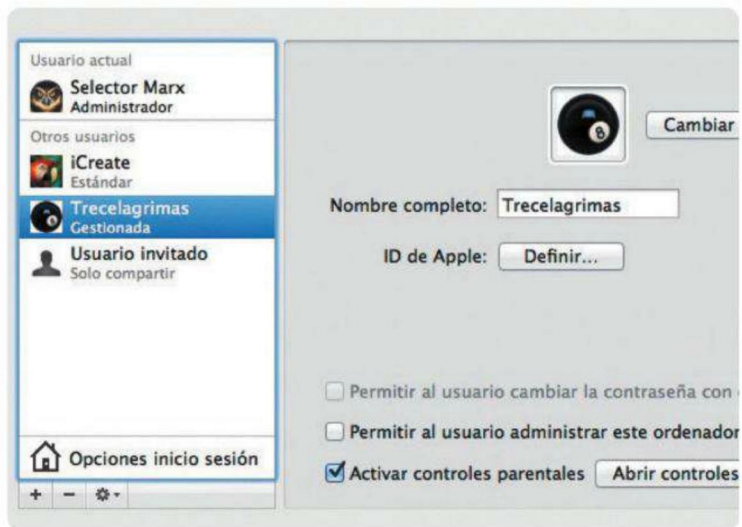 Usuario actual
Selector Marx
Administrador
Otros usuarios
iCreate
Estándar
Trecelagrimas
Gestionada
Usuario invitado
Solo compartir
Opciones inicio sesión
+ −
8
Cambiar
Nombre completo: Trecelagrimas
ID de Apple: Definir...
Permitir al usuario cambiar la contraseña con
Permitir al usuario administrar este ordenador
Activar controles parentales Abrir controles